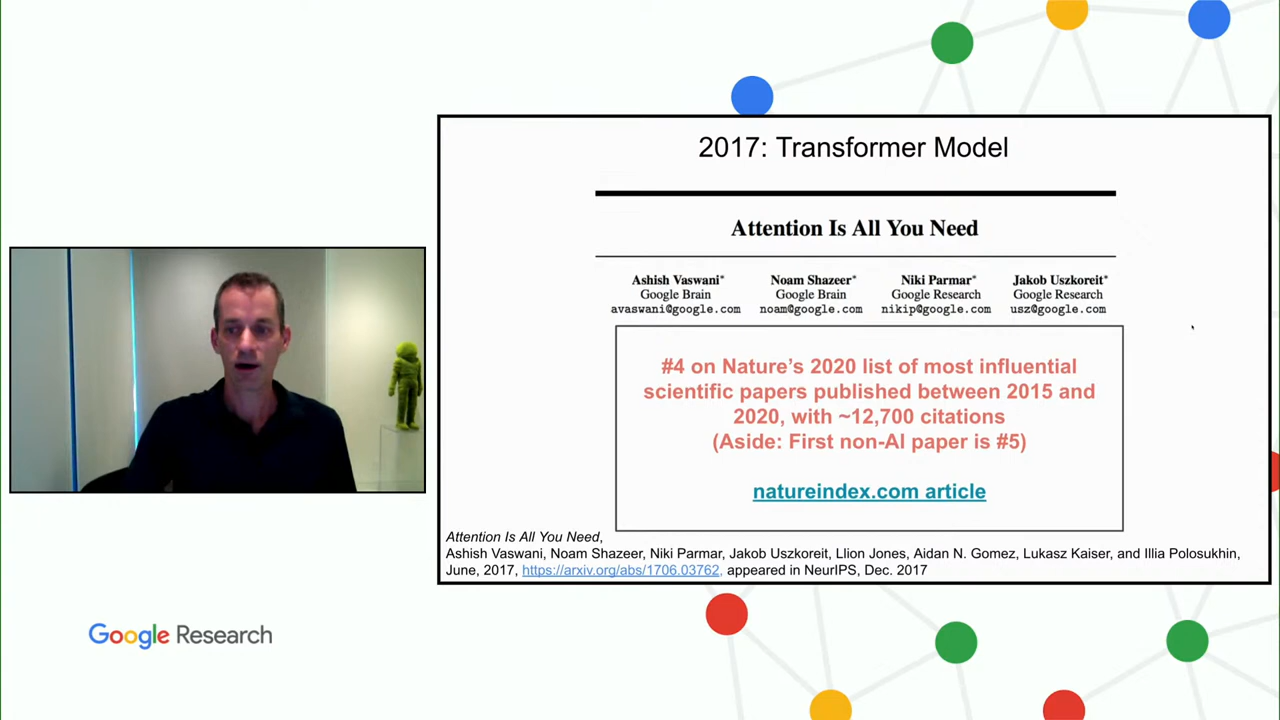 2017: Transformer Model
Attention Is All You Need
Ashish Vaswani* Noam Shazeer* Niki Parmar* Jakob Uszkoreit*
Google Brain Google Brain Google Research Google Research
avaswani@google.com noam@google.com nikip@google.com usz@google.com
#4 on Nature’s 2020 list of most influential
scientific papers published between 2015 and
2020, with ~12,700 citations
(Aside: First non-AI paper is #5)
natureindex.com article
Attention Is All You Need,
Ashish Vaswani, Noam Shazeer, Niki Parmar, Jakob Uszkoreit, Llion Jones, Aidan N. Gomez, Lukasz Kaiser, and Illia Polosukhin,
June, 2017, https://arxiv.org/abs/1706.03762, appeared in NeurIPS, Dec. 2017
Google Research